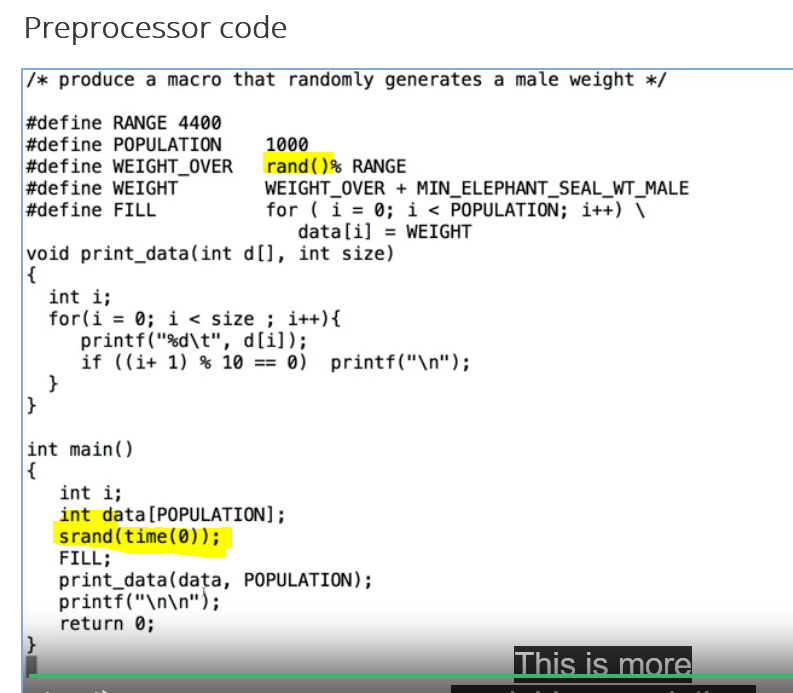 Preprocessor code
/* produce a macro that randomly generates a male weight */
#define RANGE 4400
#define POPULATION    1000
#define WEIGHT_OVER   rand()% RANGE
#define WEIGHT        WEIGHT_OVER + MIN_ELEPHANT_SEAL_WT_MALE
#define FILL          for ( i = 0; i < POPULATION; i++) \
                         data[i] = WEIGHT
void print_data(int d[], int size)
{
  int i;
  for(i = 0; i < size ; i++){
     printf("%d\t", d[i]);
     if ((i+ 1) % 10 == 0)  printf("\n");
  }
}
int main()
{
   int i;
   int data[POPULATION];
   srand(time(0));
   FILL;
   print_data(data, POPULATION);
   printf("\n\n");
   return 0;
}
This is more